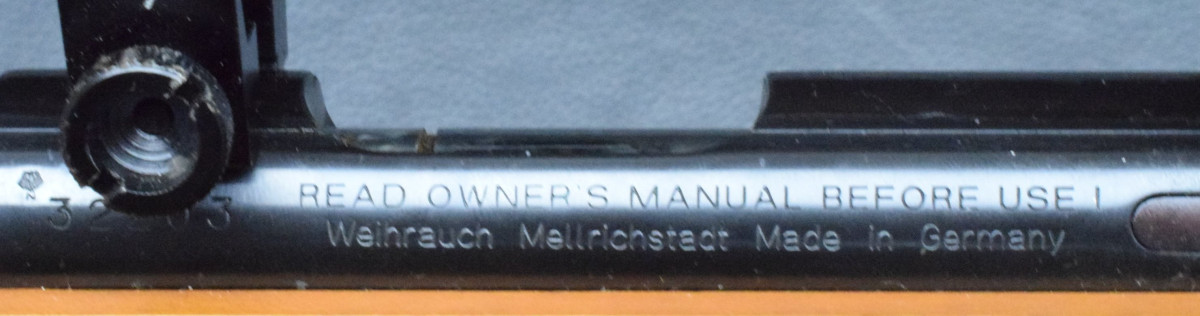 READ OWNER'S MANUAL BEFORE USE !
Weihrauch Mellrichstadt Made in Germany